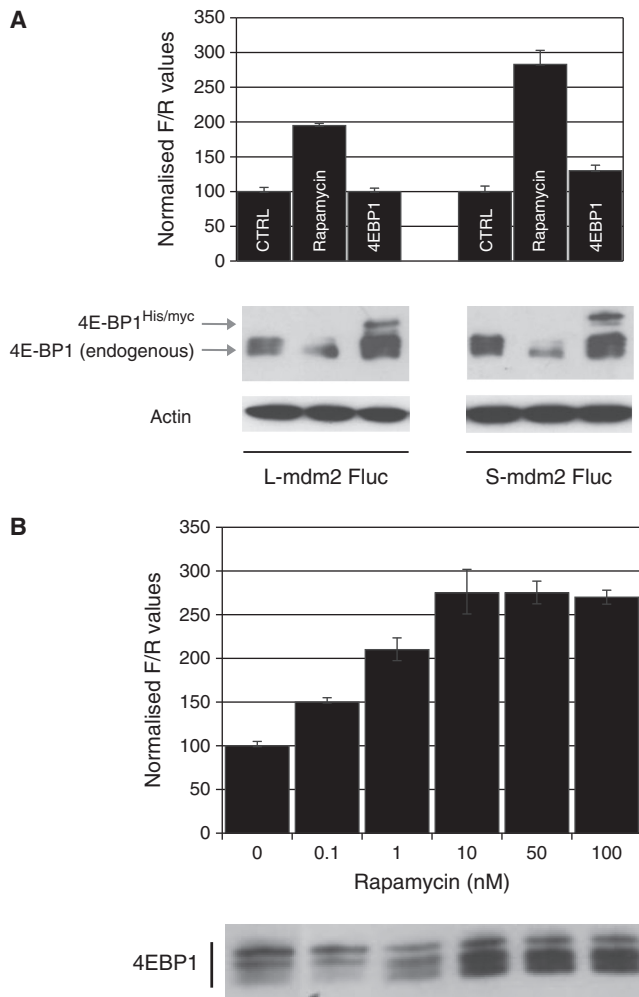 A
Normalised F/R values
350
300
250
200
150
100
50
0
CTRL
Rapamycin
4EBP1
CTRL
Rapamycin
4EBP1
4E-BP1His/myc
4E-BP1 (endogenous)
Actin
L-mdm2 Fluc
S-mdm2 Fluc
B
Normalised F/R values
350
300
250
200
150
100
50
0
0 0.1 1 10 50 100
Rapamycin (nM)
4EBP1